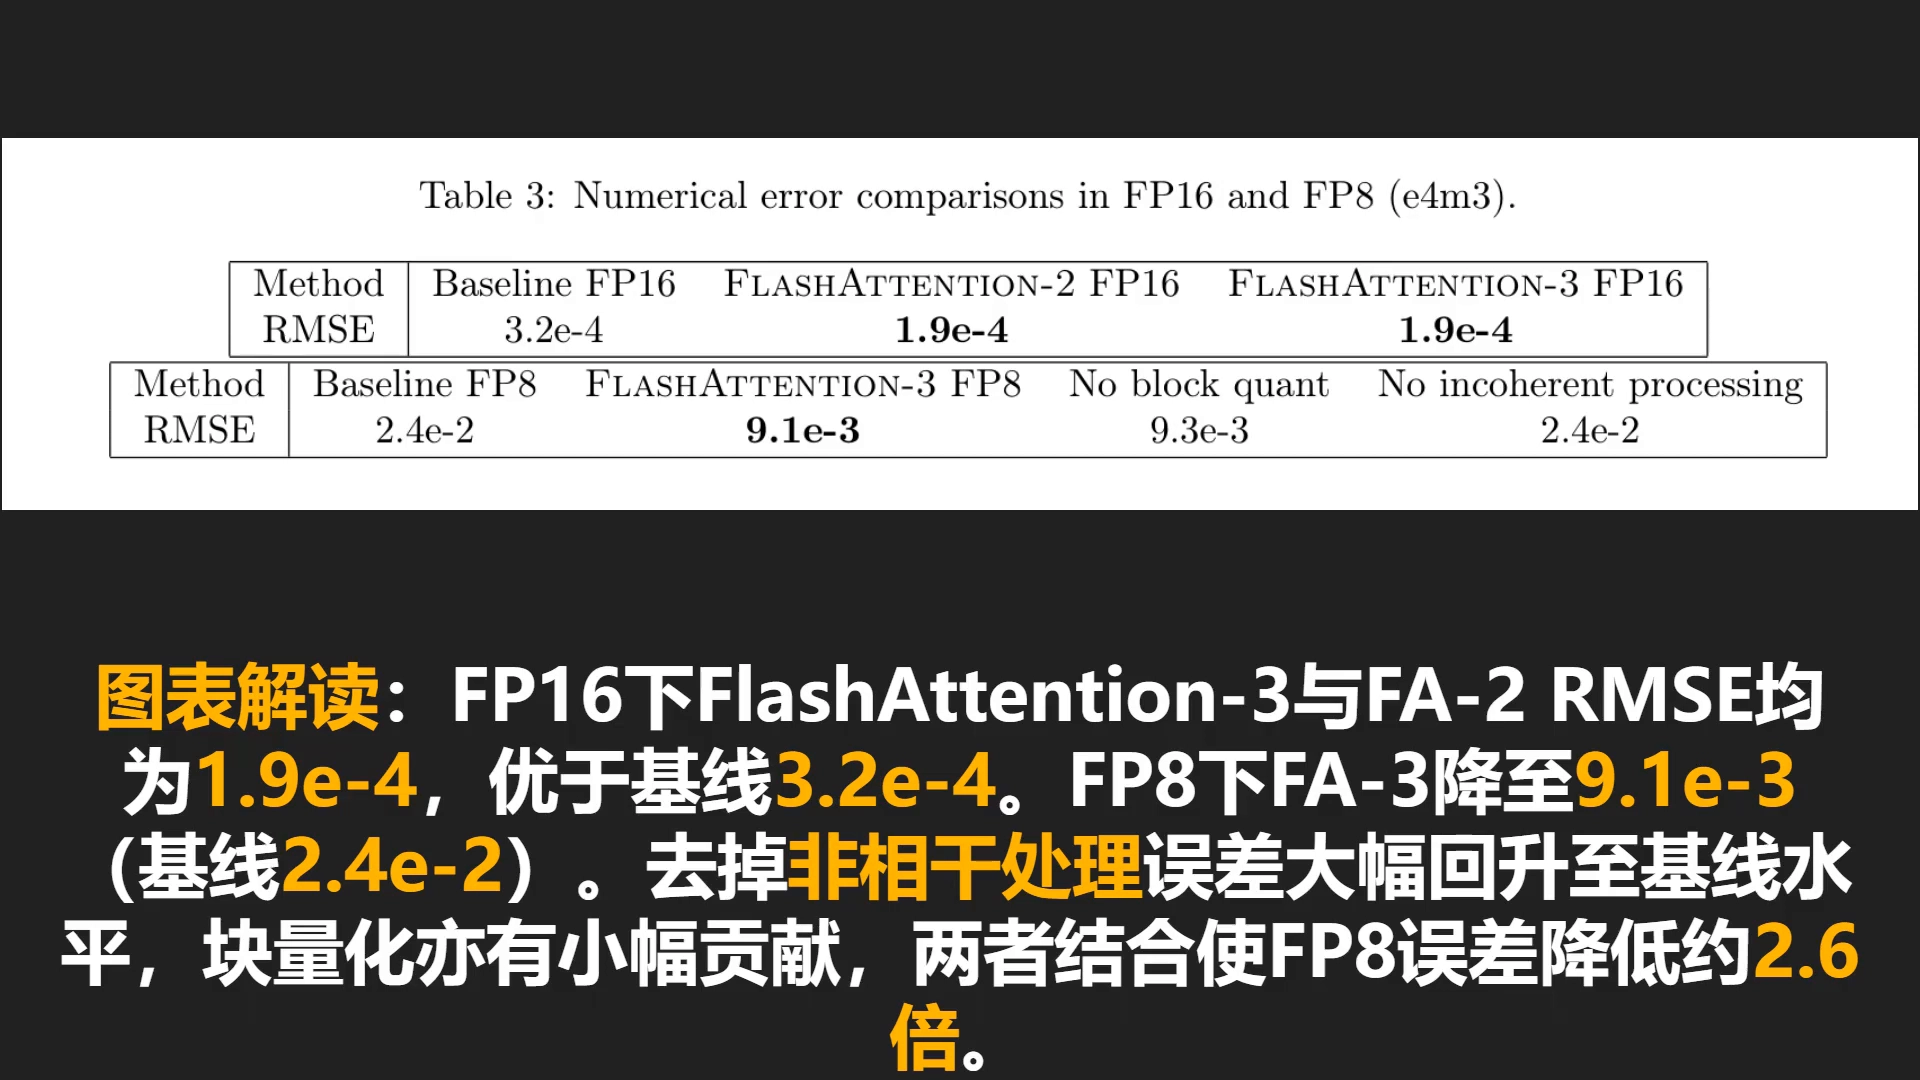 Table 3: Numerical error comparisons in FP16 and FP8 (e4m3).
Method Baseline FP16 FLASHATTENTION-2 FP16 FLASHATTENTION-3 FP16
RMSE 3.2e-4 1.9e-4 1.9e-4
Method Baseline FP8 FLASHATTENTION-3 FP8 No block quant No incoherent processing
RMSE 2.4e-2 9.1e-3 9.3e-3 2.4e-2
图表解读：FP16下FlashAttention-3与FA-2 RMSE均
为1.9e-4，优于基线3.2e-4。FP8下FA-3降至9.1e-3
（基线2.4e-2）。去掉非相干处理误差大幅回升至基线水
平，块量化亦有小幅贡献，两者结合使FP8误差降低约2.6
倍。